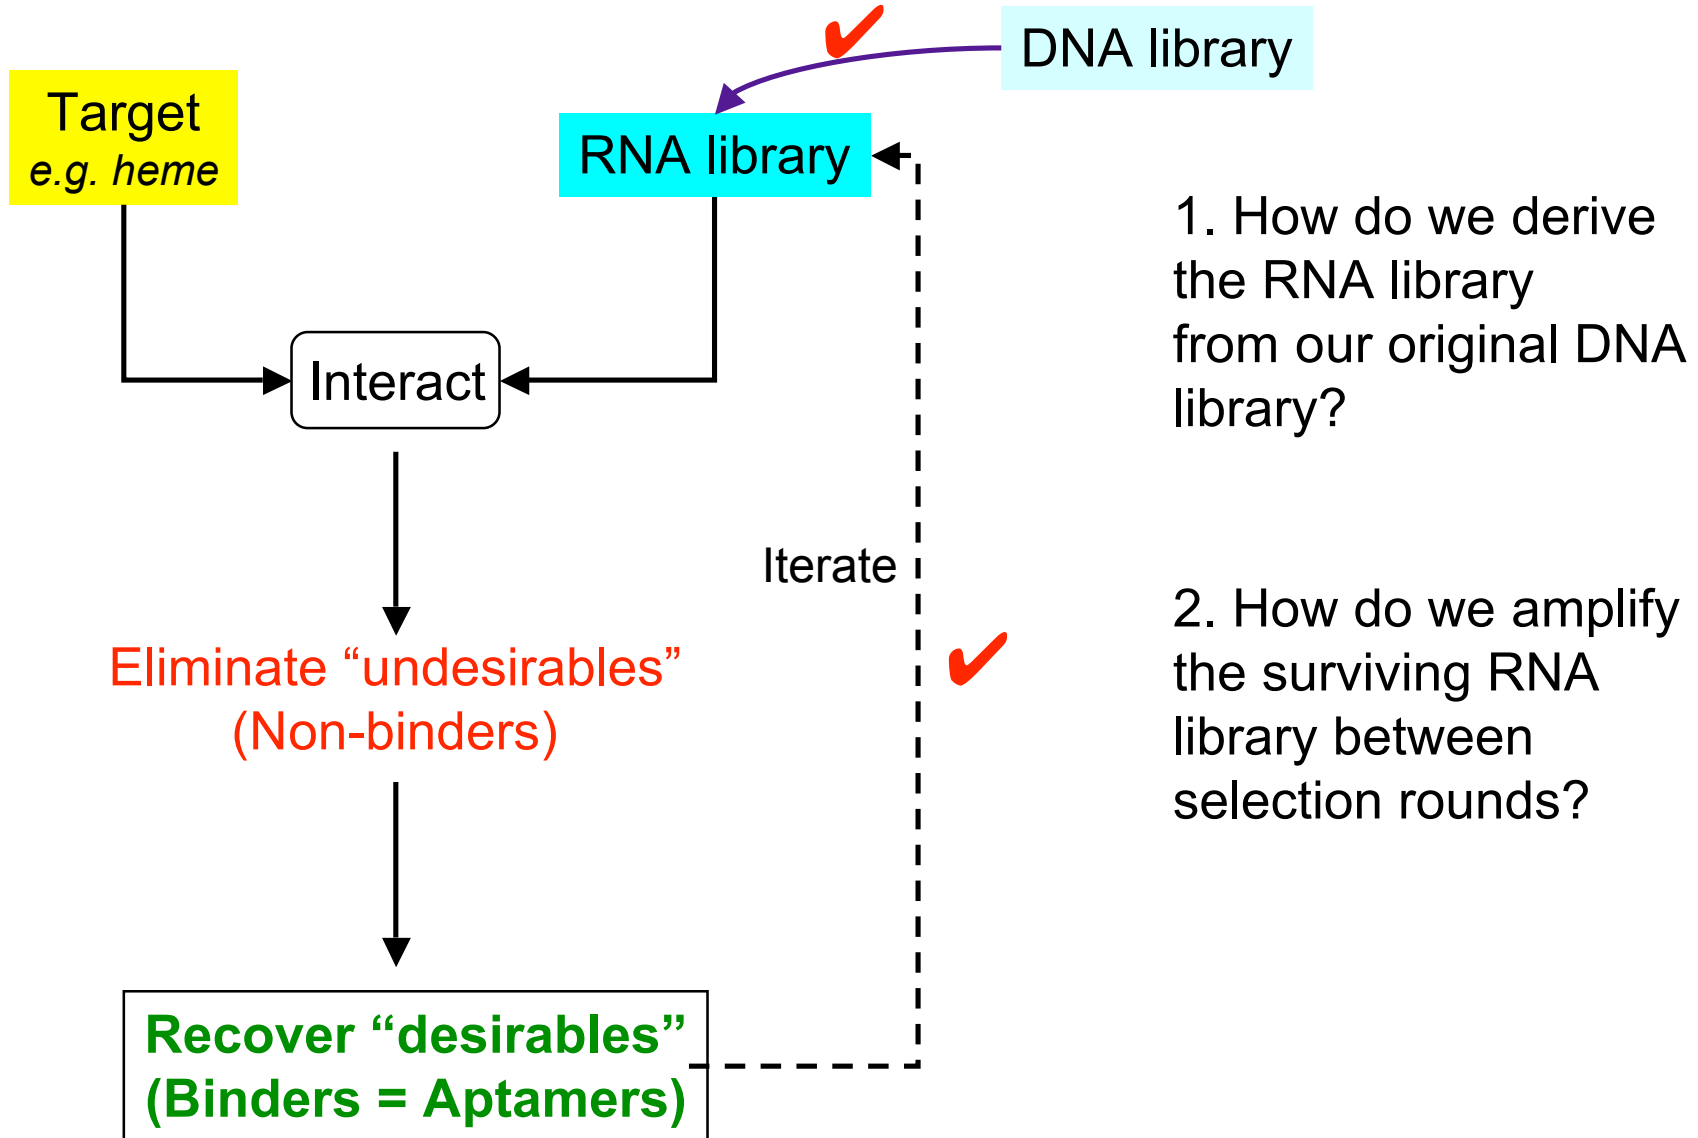 DNA library
Target
e.g. heme
RNA library
Interact
Iterate
Eliminate “undesirables”
(Non-binders)
Recover “desirables”
(Binders = Aptamers)
1. How do we derive
the RNA library
from our original DNA
library?
2. How do we amplify
the surviving RNA
library between
selection rounds?